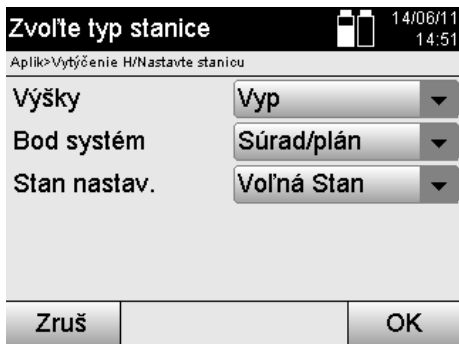 Zvoľte typ stanice
14/06/11
14:51
Aplik>Vytýčenie H/Nastavte stanicu
Výšky Vyp
Bod systém Súrad/plán
Stan nastav. Voľná Stan
Zruš OK